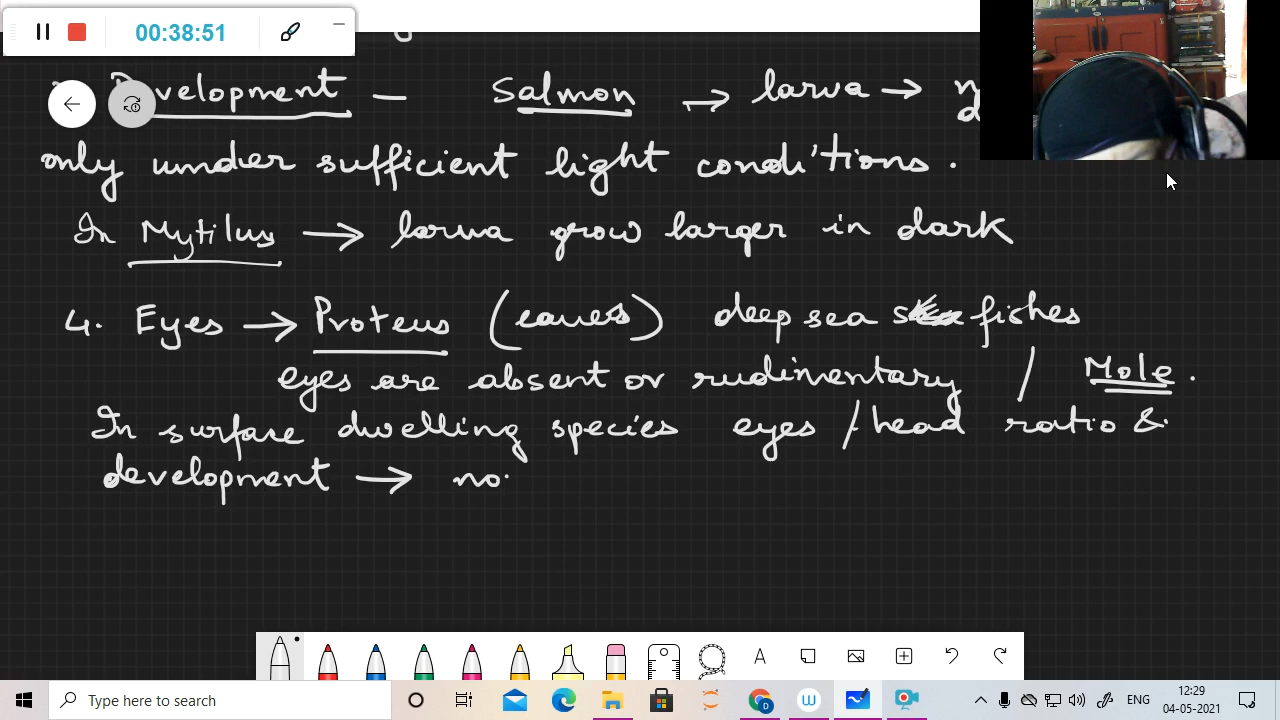 00:38:51
Development - Salmon → larva →
only under sufficient light conditions.
In Mytilus → larva grow larger in dark
4. Eyes → Proteus (caves) deep sea fishes
eyes are absent or rudimentary / Mole.
In surface dwelling species eyes / head ratio &
development → no
Type here to search
ENG
12:29
04-05-2021